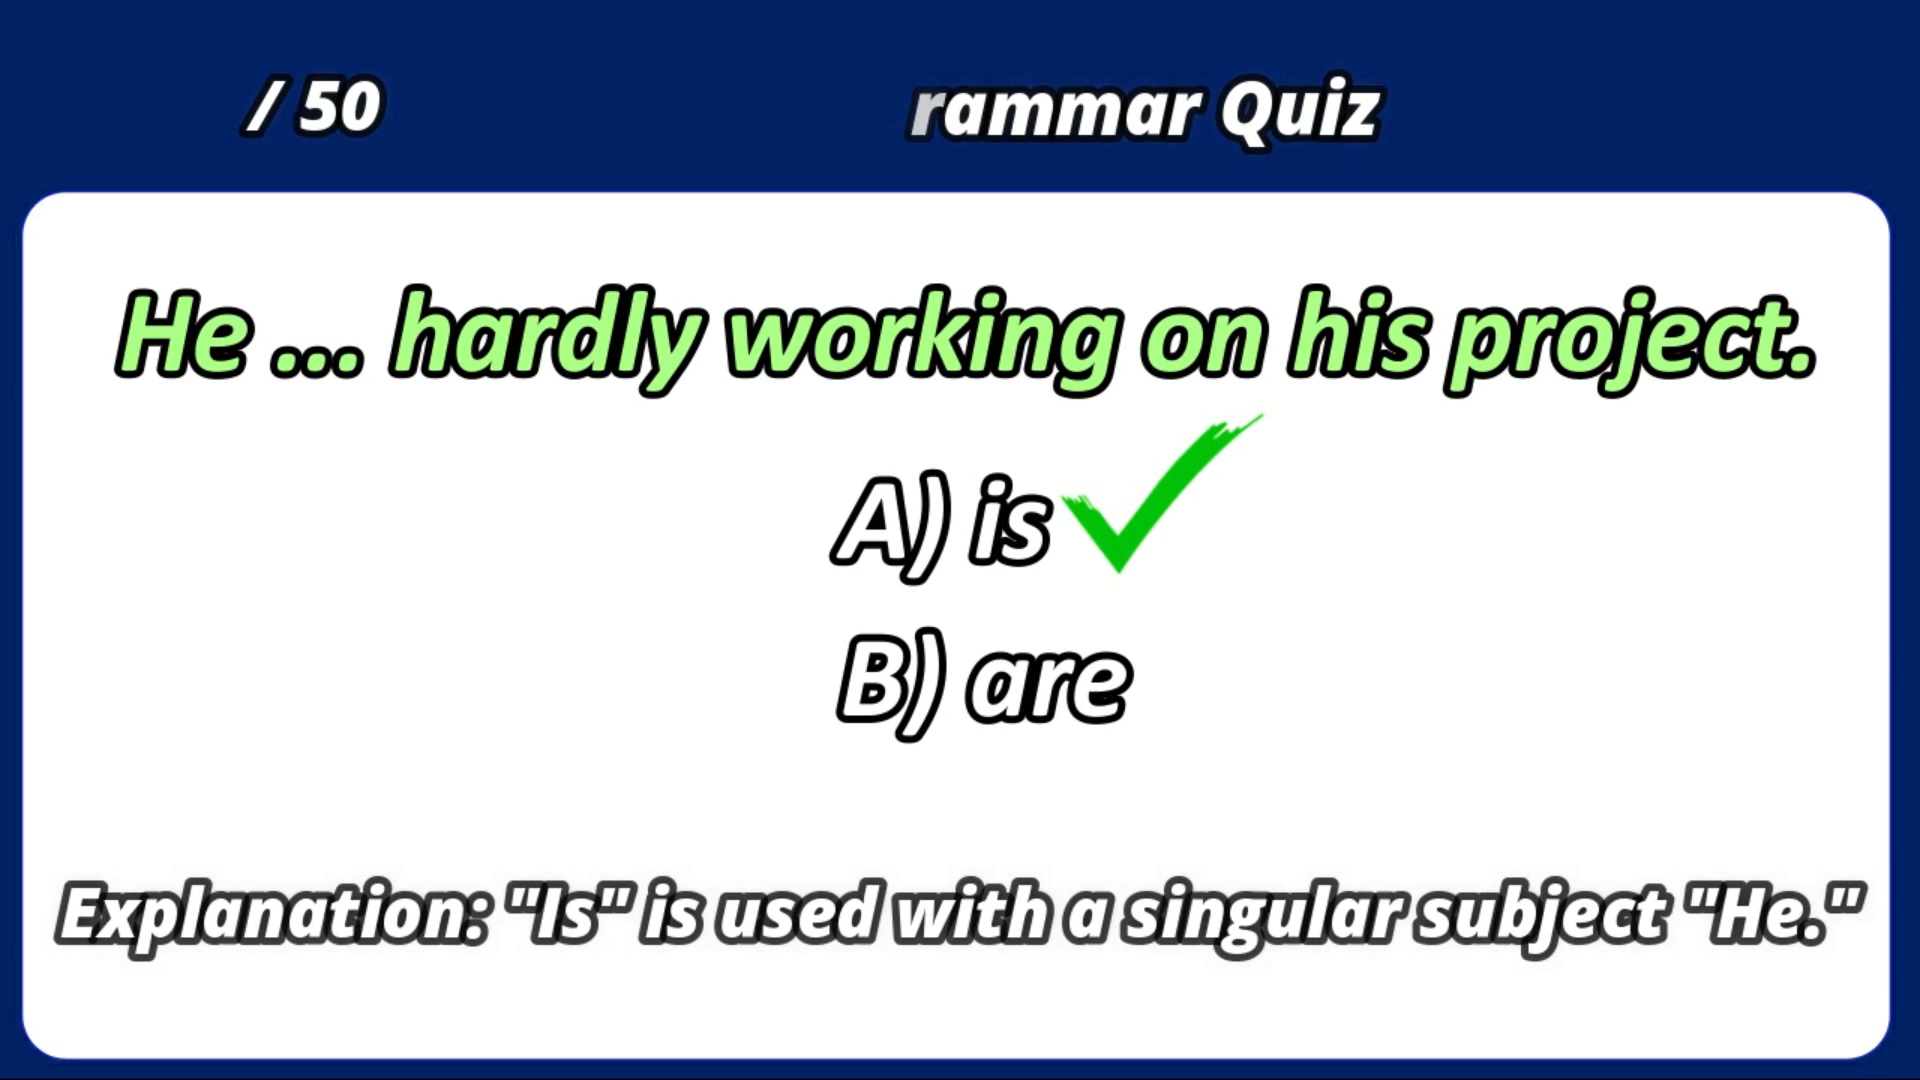 / 50
rammar Quiz
He ... hardly working on his project.
A) is
B) are
Explanation: "Is" is used with a singular subject "He."